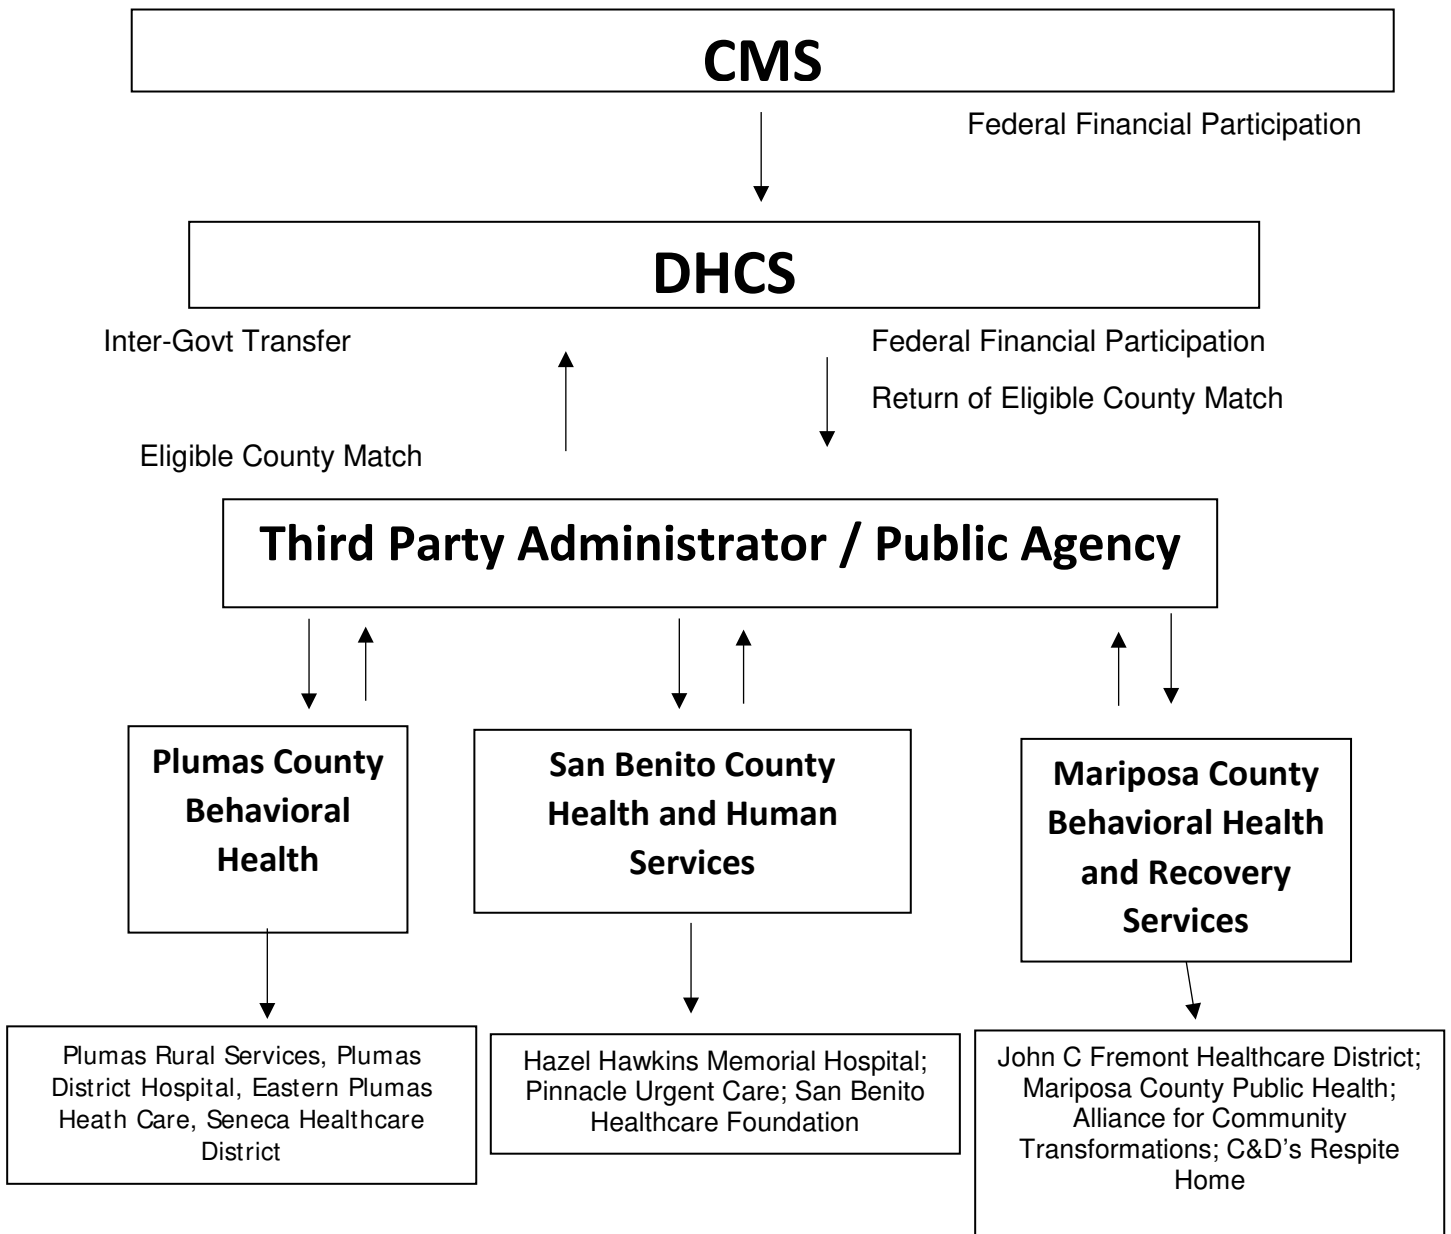 CMS
Federal Financial Participation
DHCS
Inter-Govt Transfer
Federal Financial Participation
Return of Eligible County Match
Eligible County Match
Third Party Administrator / Public Agency
Plumas County
Behavioral
Health
San Benito County
Health and Human
Services
Mariposa County
Behavioral Health
and Recovery
Services
Plumas Rural Services, Plumas
District Hospital, Eastern Plumas
Heath Care, Seneca Healthcare
District
Hazel Hawkins Memorial Hospital;
Pinnacle Urgent Care; San Benito
Healthcare Foundation
John C Fremont Healthcare District;
Mariposa County Public Health;
Alliance for Community
Transformations; C&D's Respite
Home